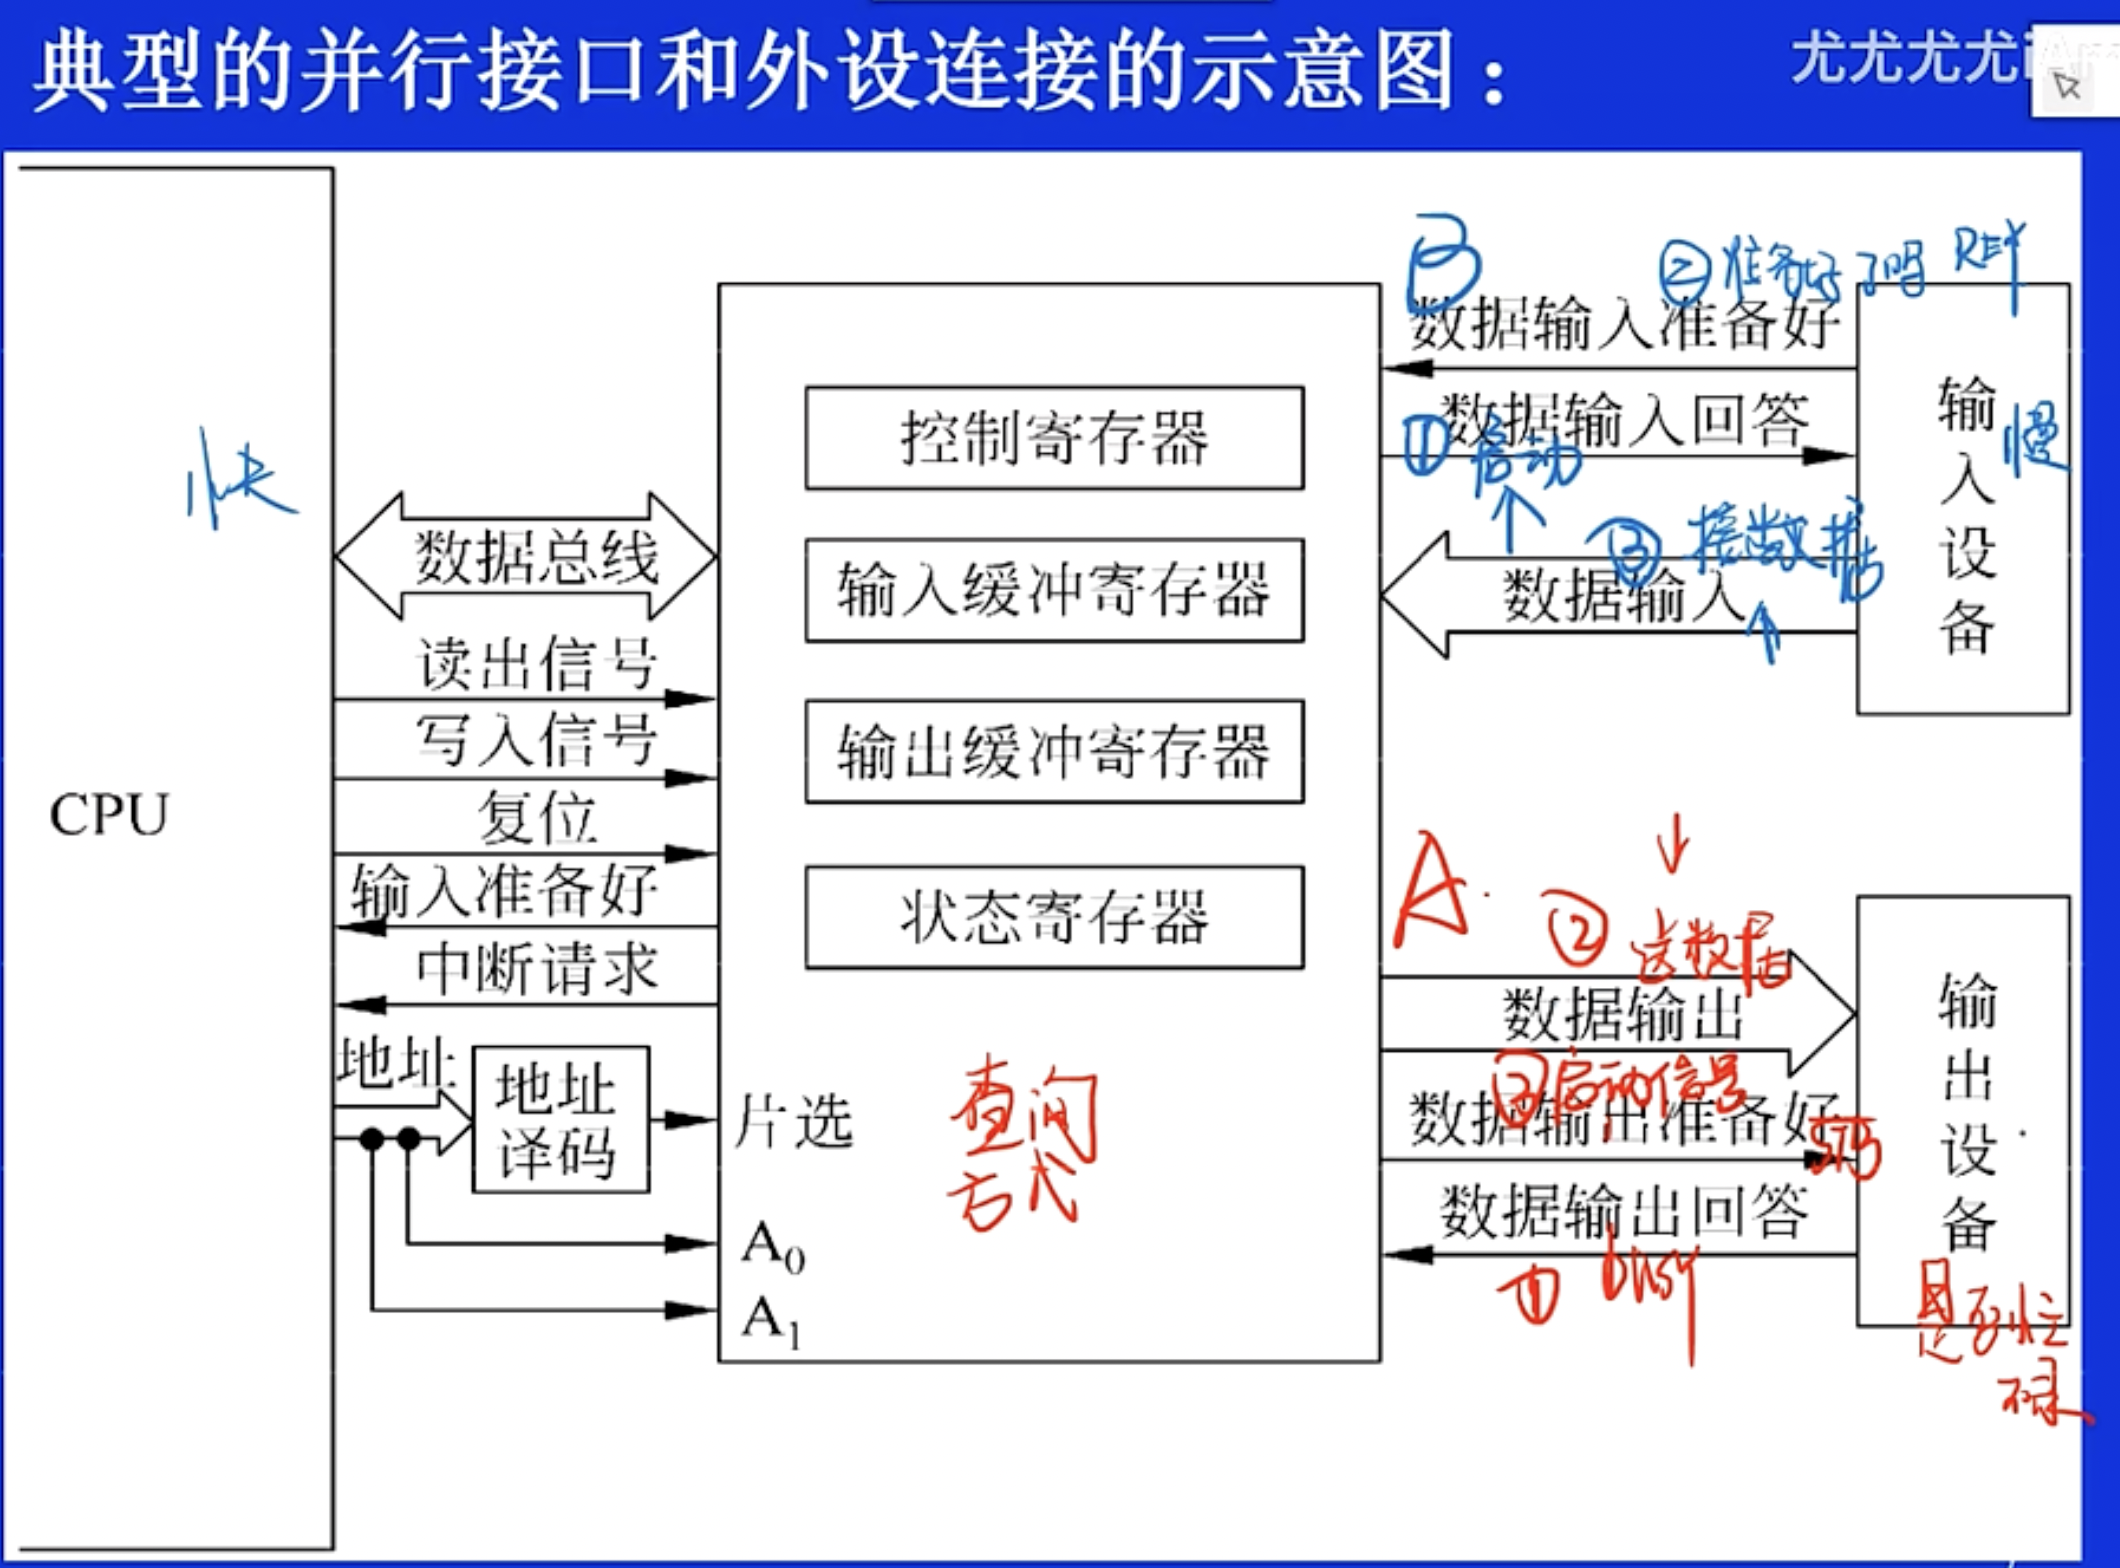 典型的并行接口和外设连接的示意图：
尤尤尤尤
B
②准备好了吗 REY
数据输入准备好
控制寄存器
数据输入回答
①启动
输入设备
慢
快
数据总线
③接数据
输入缓冲寄存器
数据输入
读出信号
写入信号
输出缓冲寄存器
CPU
复位
输入准备好
状态寄存器
A
②送数据
中断请求
数据输出
输出设备
地址
地址译码
片选
查询方式
③启动信号
数据输出准备好
STB
数据输出回答
A₀
① busy
A₁
是否忙碌